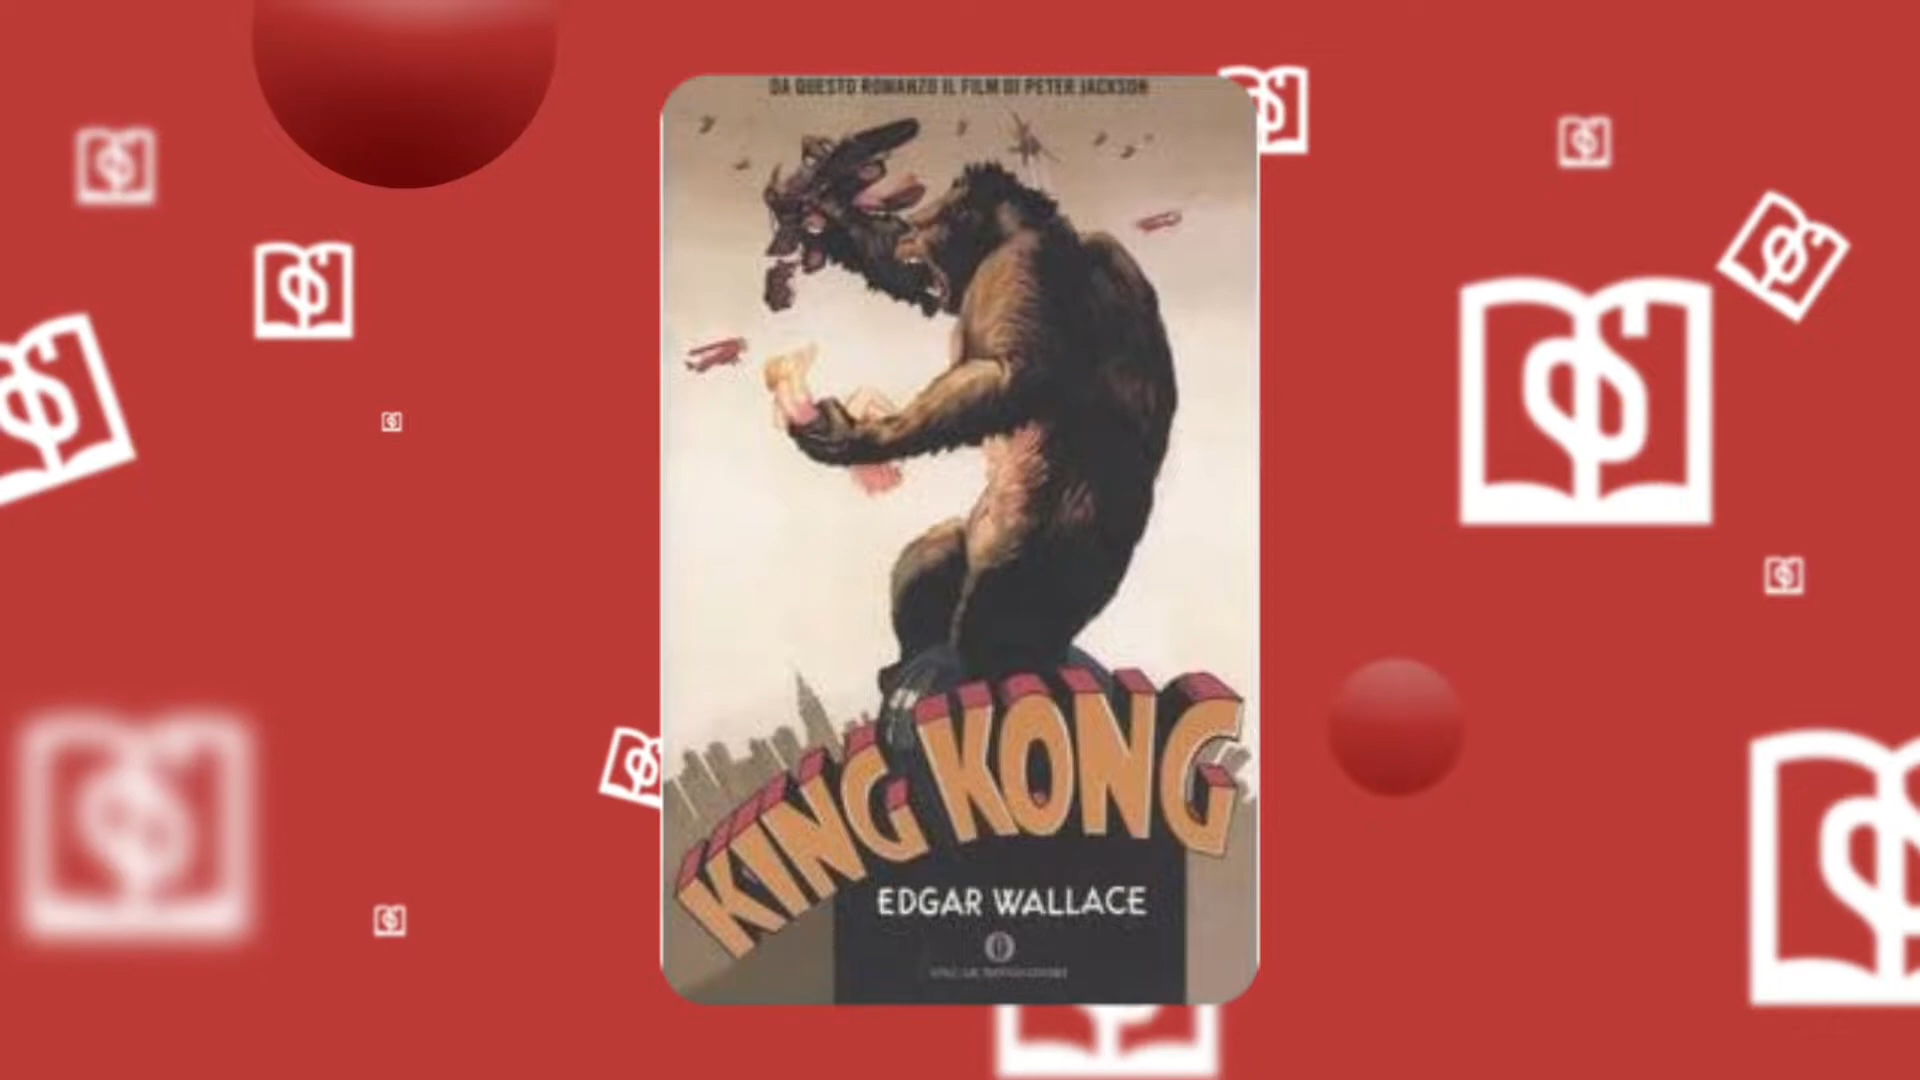 DA QUESTO ROMANZO IL FILM DI PETER JACKSON
KING KONG
EDGAR WALLACE